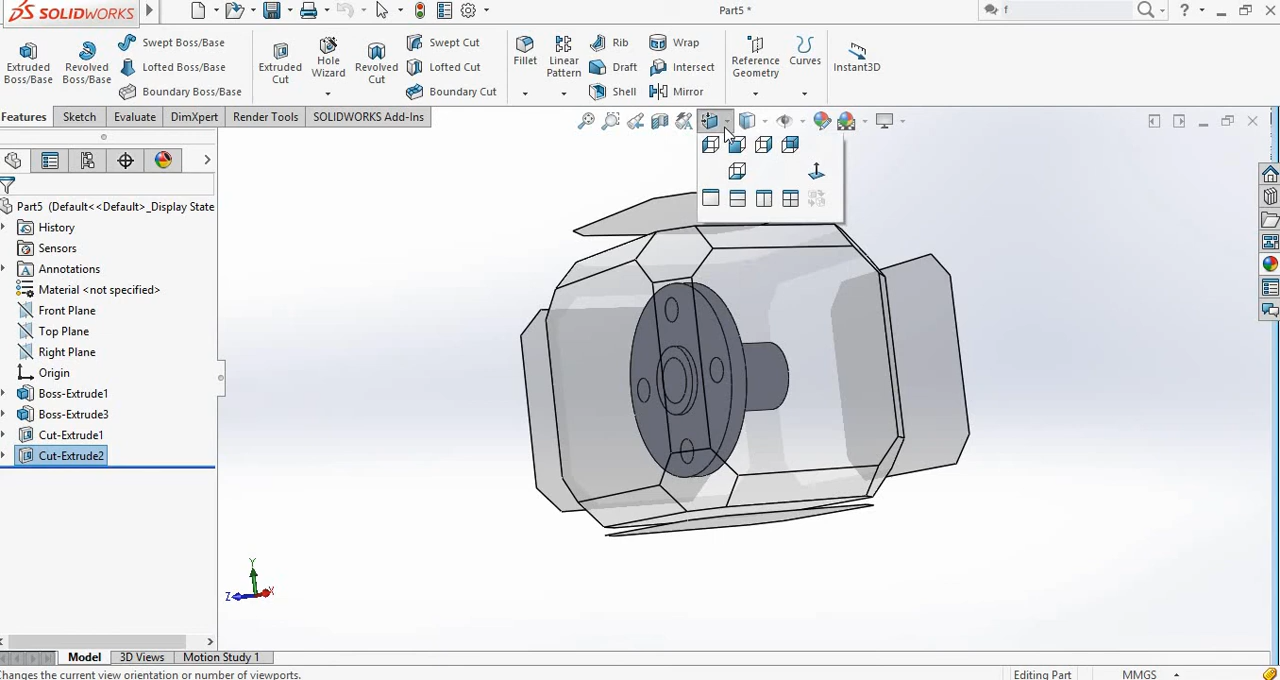 SOLIDWORKS
Part5 *
f
?
Extruded Boss/Base
Revolved Boss/Base
Swept Boss/Base
Lofted Boss/Base
Boundary Boss/Base
Extruded Cut
Hole Wizard
Revolved Cut
Swept Cut
Lofted Cut
Boundary Cut
Fillet
Linear Pattern
Rib
Draft
Shell
Wrap
Intersect
Mirror
Reference Geometry
Curves
Instant3D
Features
Sketch
Evaluate
DimXpert
Render Tools
SOLIDWORKS Add-Ins
Part5 (Default<<Default>_Display State
History
Sensors
Annotations
Material <not specified>
Front Plane
Top Plane
Right Plane
Origin
Boss-Extrude1
Boss-Extrude3
Cut-Extrude1
Cut-Extrude2
Y
Z
X
Model
3D Views
Motion Study 1
Changes the current view orientation or number of viewports.
Editing Part
MMGS